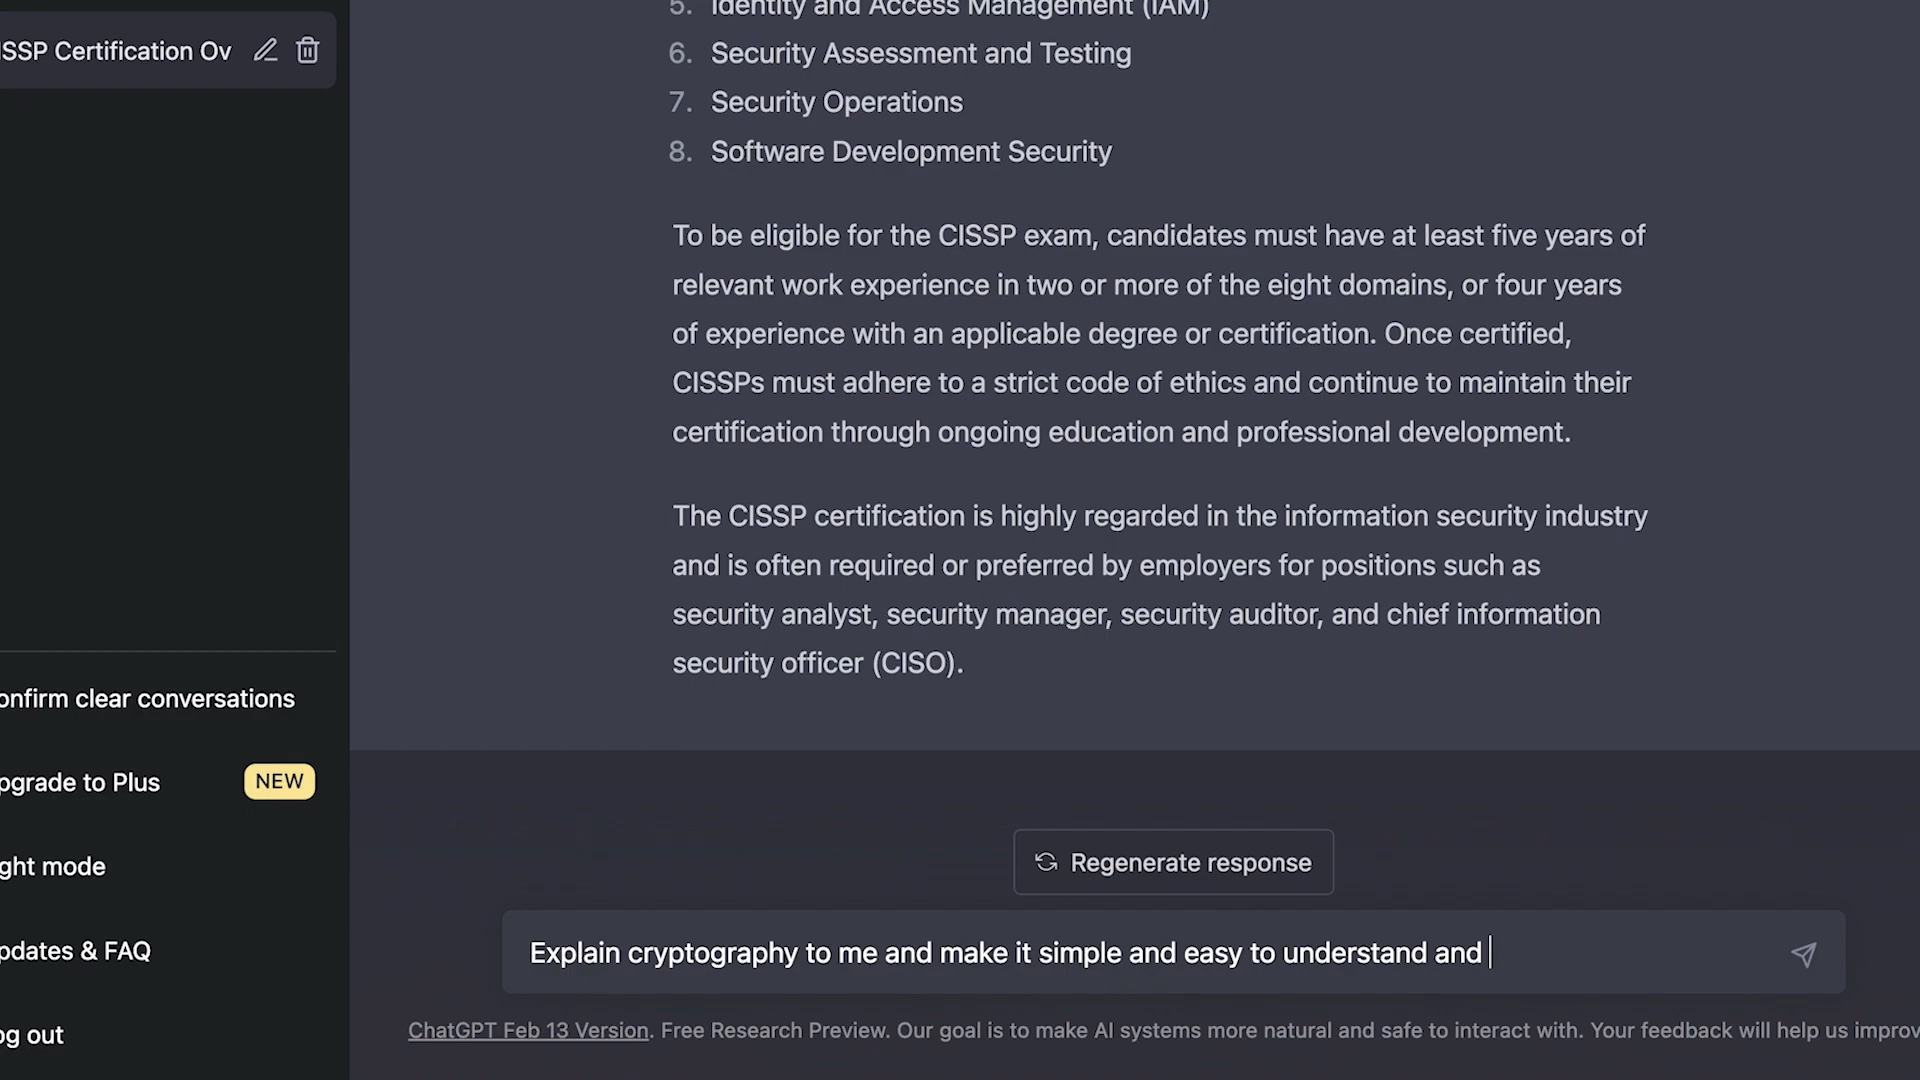 ISSP Certification Ov
onfirm clear conversations
pgrade to Plus
NEW
ght mode
pdates & FAQ
og out
5. Identity and Access Management (IAM)
6. Security Assessment and Testing
7. Security Operations
8. Software Development Security
To be eligible for the CISSP exam, candidates must have at least five years of
relevant work experience in two or more of the eight domains, or four years
of experience with an applicable degree or certification. Once certified,
CISSPs must adhere to a strict code of ethics and continue to maintain their
certification through ongoing education and professional development.
The CISSP certification is highly regarded in the information security industry
and is often required or preferred by employers for positions such as
security analyst, security manager, security auditor, and chief information
security officer (CISO).
Regenerate response
Explain cryptography to me and make it simple and easy to understand and
ChatGPT Feb 13 Version. Free Research Preview. Our goal is to make AI systems more natural and safe to interact with. Your feedback will help us improv